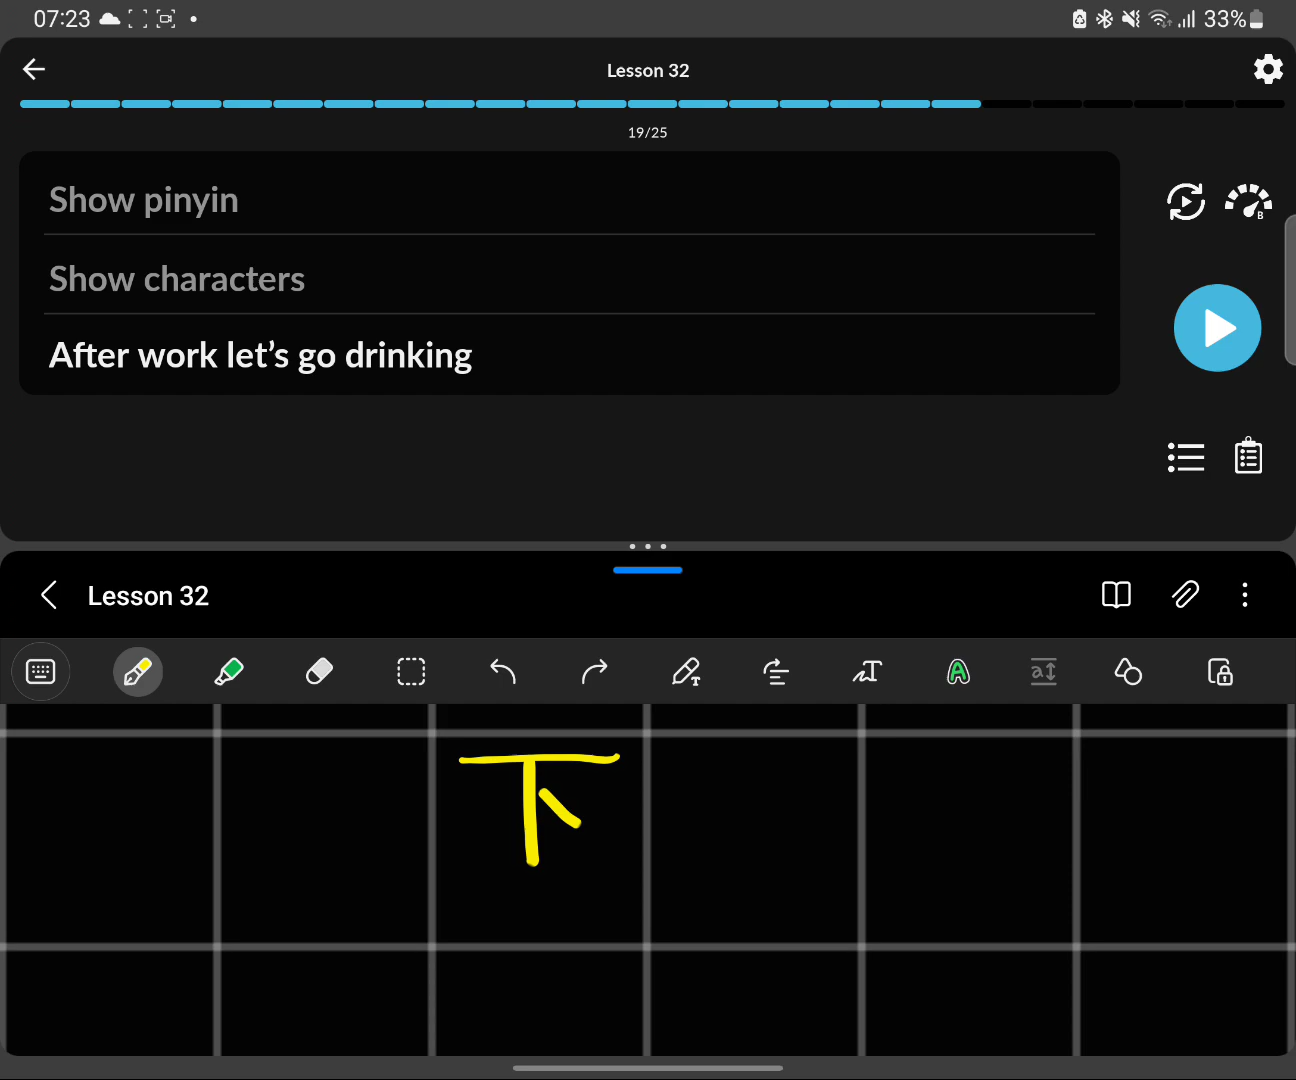 07:23
33%
Lesson 32
19/25
Show pinyin
B
Show characters
After work let’s go drinking
Lesson 32
T
T
A
a
下